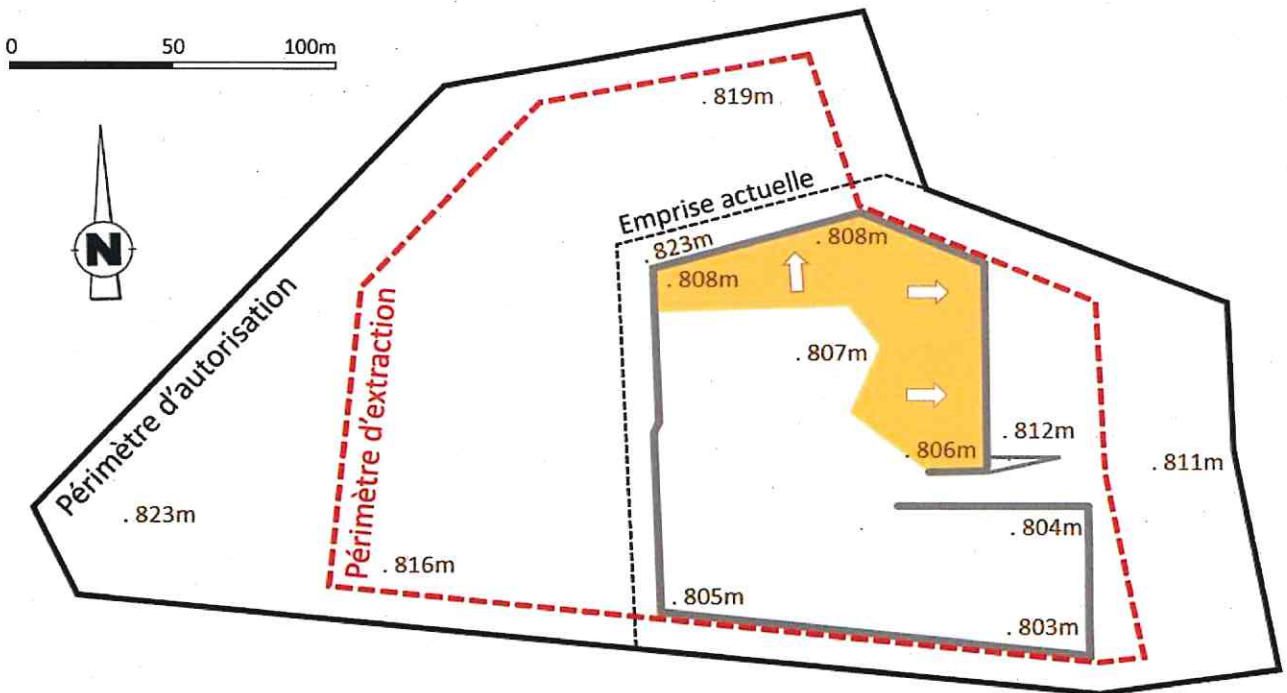 0 50 100m
. 819m
N
Emprise actuelle
. 823m
. 808m
. 808m
Périmètre d'autorisation
Périmètre d'extraction
. 807m
. 812m
. 806m
. 811m
. 823m
. 804m
. 816m
. 805m
. 803m